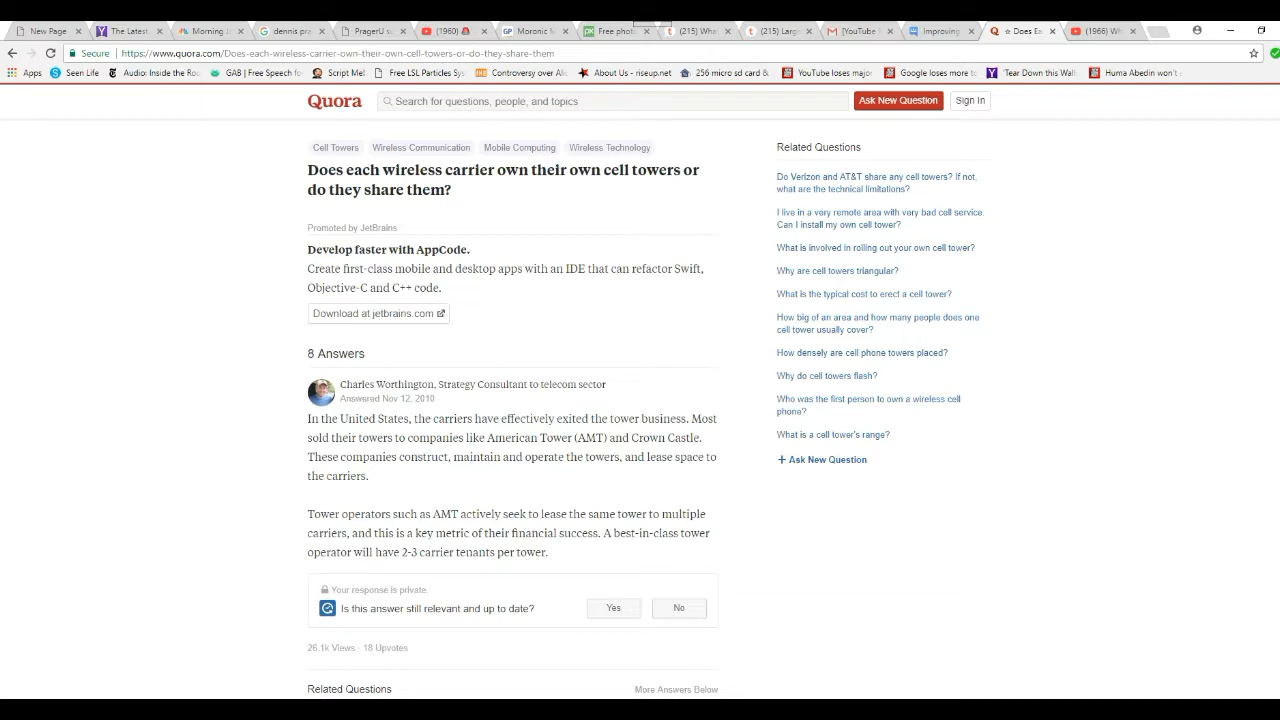 New Page
The Latest
Morning Jo
dennis pra
PragerU su
(1960)
Moronic M
Free photo
(215) What
(215) Larg
[YouTube]
Improving
Does Ea
(1966) Wh
Secure
https://www.quora.com/Does-each-wireless-carrier-own-their-own-cell-towers-or-do-they-share-them
Apps
Seen Life
Audio: Inside the Ro
GAB | Free Speech fo
Script Mel
Free LSL Particles Sy
Controversy over Ali
About Us - riseup.net
256 micro sd card &
YouTube loses major
Google loses more to
'Tear Down this Wall
Huma Abedin won't
Quora
Search for questions, people, and topics
Ask New Question
Sign In
Cell Towers
Wireless Communication
Mobile Computing
Wireless Technology
Does each wireless carrier own their own cell towers or
do they share them?
Promoted by JetBrains
Develop faster with AppCode.
Create first-class mobile and desktop apps with an IDE that can refactor Swift,
Objective-C and C++ code.
Download at jetbrains.com
8 Answers
Charles Worthington, Strategy Consultant to telecom sector
Answered Nov 12, 2010
In the United States, the carriers have effectively exited the tower business. Most
sold their towers to companies like American Tower (AMT) and Crown Castle.
These companies construct, maintain and operate the towers, and lease space to
the carriers.
Tower operators such as AMT actively seek to lease the same tower to multiple
carriers, and this is a key metric of their financial success. A best-in-class tower
operator will have 2-3 carrier tenants per tower.
Your response is private.
Is this answer still relevant and up to date?
Yes
No
26.1k Views · 18 Upvotes
Related Questions
More Answers Below
Related Questions
Do Verizon and AT&T share any cell towers? If not,
what are the technical limitations?
I live in a very remote area with very bad cell service.
Can I install my own cell tower?
What is involved in rolling out your own cell tower?
Why are cell towers triangular?
What is the typical cost to erect a cell tower?
How big of an area and how many people does one
cell tower usually cover?
How densely are cell phone towers placed?
Why do cell towers flash?
Who was the first person to own a wireless cell
phone?
What is a cell tower's range?
+ Ask New Question